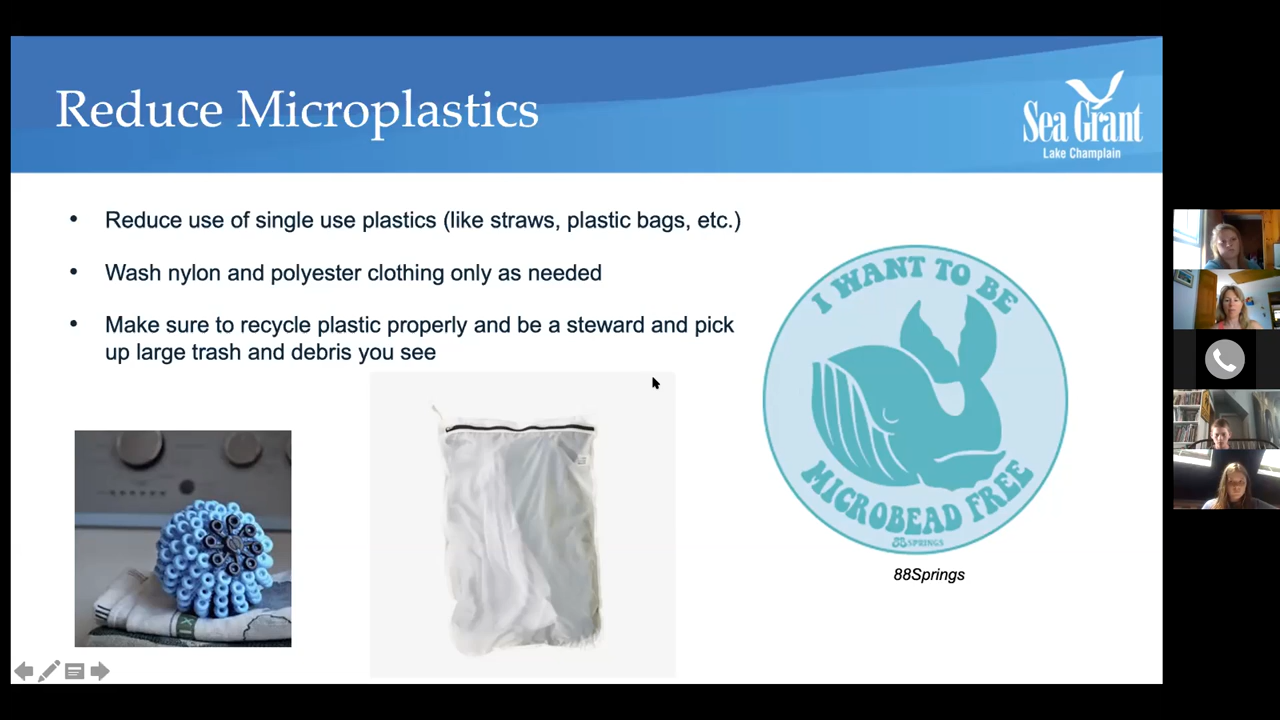 Reduce Microplastics
Sea Grant
Lake Champlain
• Reduce use of single use plastics (like straws, plastic bags, etc.)
• Wash nylon and polyester clothing only as needed
• Make sure to recycle plastic properly and be a steward and pick
up large trash and debris you see
I WANT TO BE
MICROBEAD FREE
88 SPRINGS
88Springs